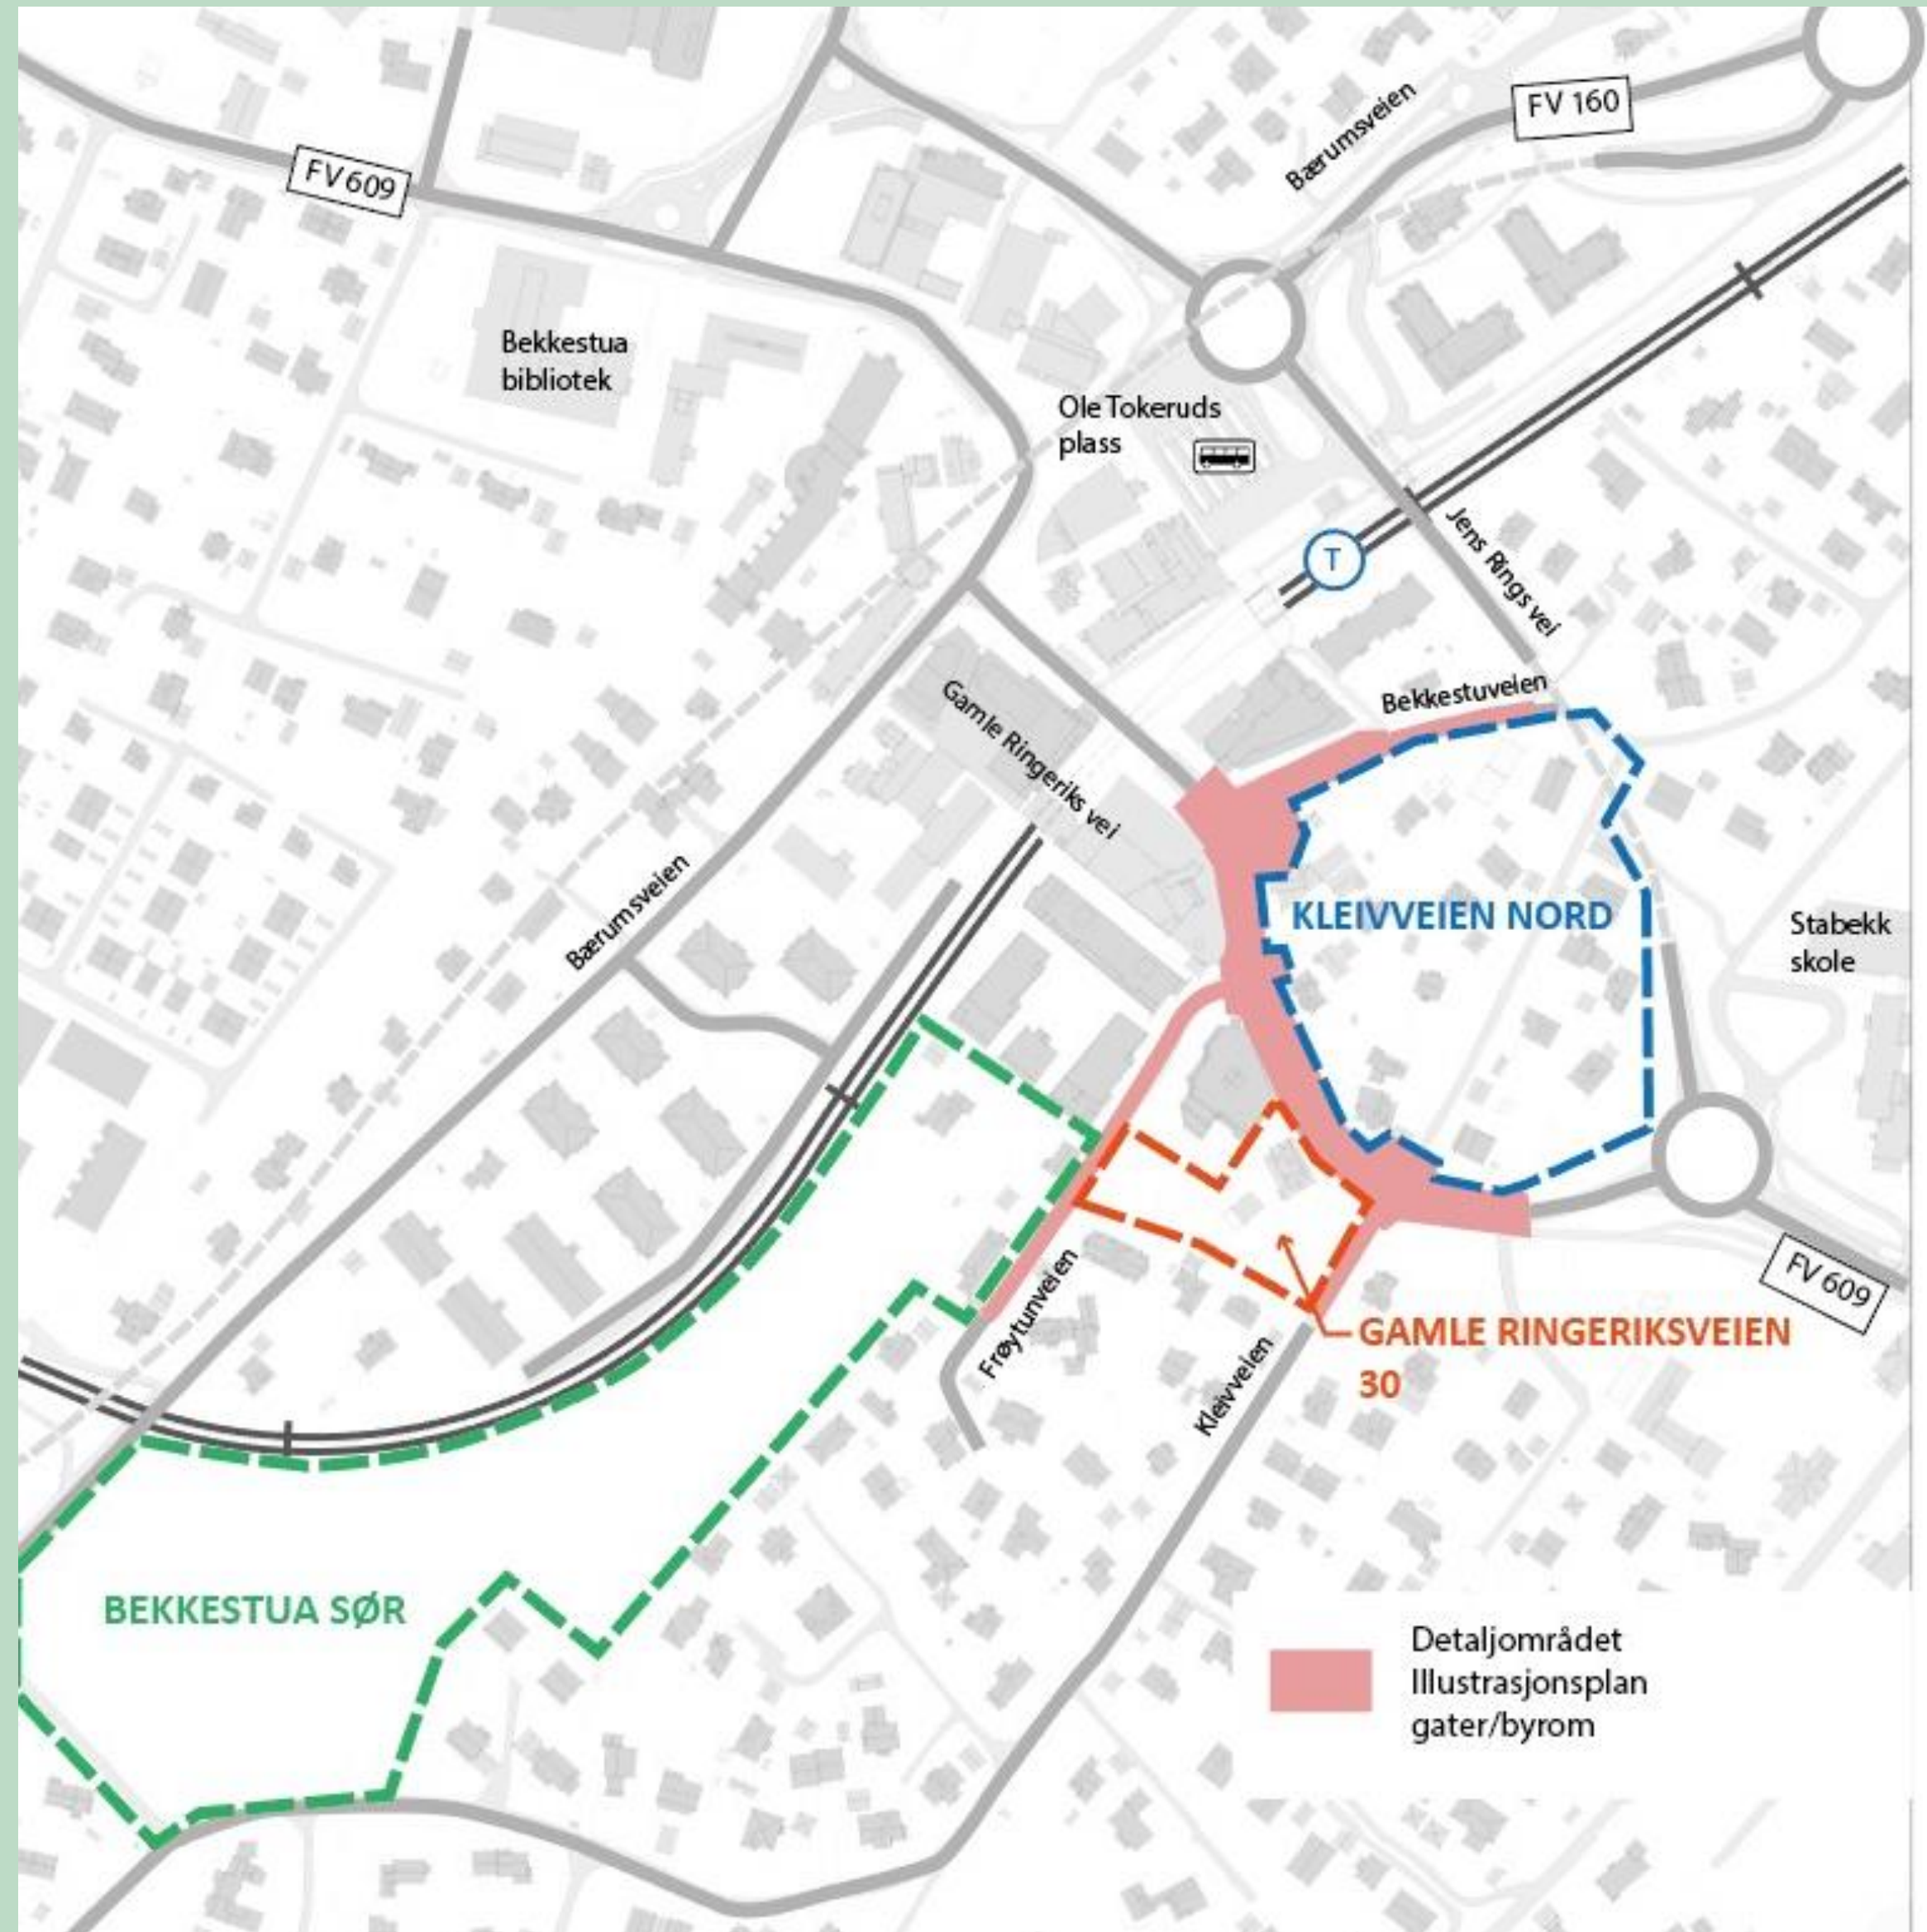 Bærumsveien
FV 160
FV 609
Bekkestua
bibliotek
Ole Tokeruds
plass
T
Jens Rings vei
Bekkestuveien
Gamle Ringeriks vei
Bærumsveien
KLEIVVEIEN NORD
Stabekk
skole
FV 609
Frøytunveien
Kleivveien
GAMLE RINGERIKSVEIEN
30
BEKKESTUA SØR
Detaljområdet
Illustrasjonsplan
gater/byrom